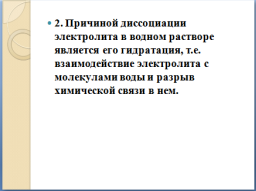 • 2. Причиной диссоциации
электролита в водном растворе
является его гидратация, т.е.
взаимодействие электролита с
молекулами воды и разрыв
химической связи в нем.